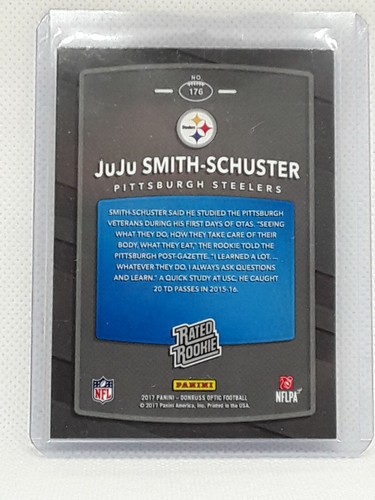 NO.
176
Steelers
JuJu SMITH-SCHUSTER
PITTSBURGH STEELERS
SMITH-SCHUSTER SAID HE STUDIED THE PITTSBURGH
VETERANS DURING HIS FIRST DAYS OF OTAS. "SEEING
WHAT THEY DO, HOW THEY TAKE CARE OF THEIR
BODY, WHAT THEY EAT," THE ROOKIE TOLD THE
PITTSBURGH POST-GAZETTE. "I LEARNED A LOT. ...
WHATEVER THEY DO, I ALWAYS ASK QUESTIONS
AND LEARN." A QUICK STUDY AT USC, HE CAUGHT
20 TD PASSES IN 2015-16.
RATED
ROOKIE
PANINI
NFL
NFLPA
2017 PANINI - DONRUSS OPTIC FOOTBALL
© 2017 Panini America, Inc. Printed in the USA.